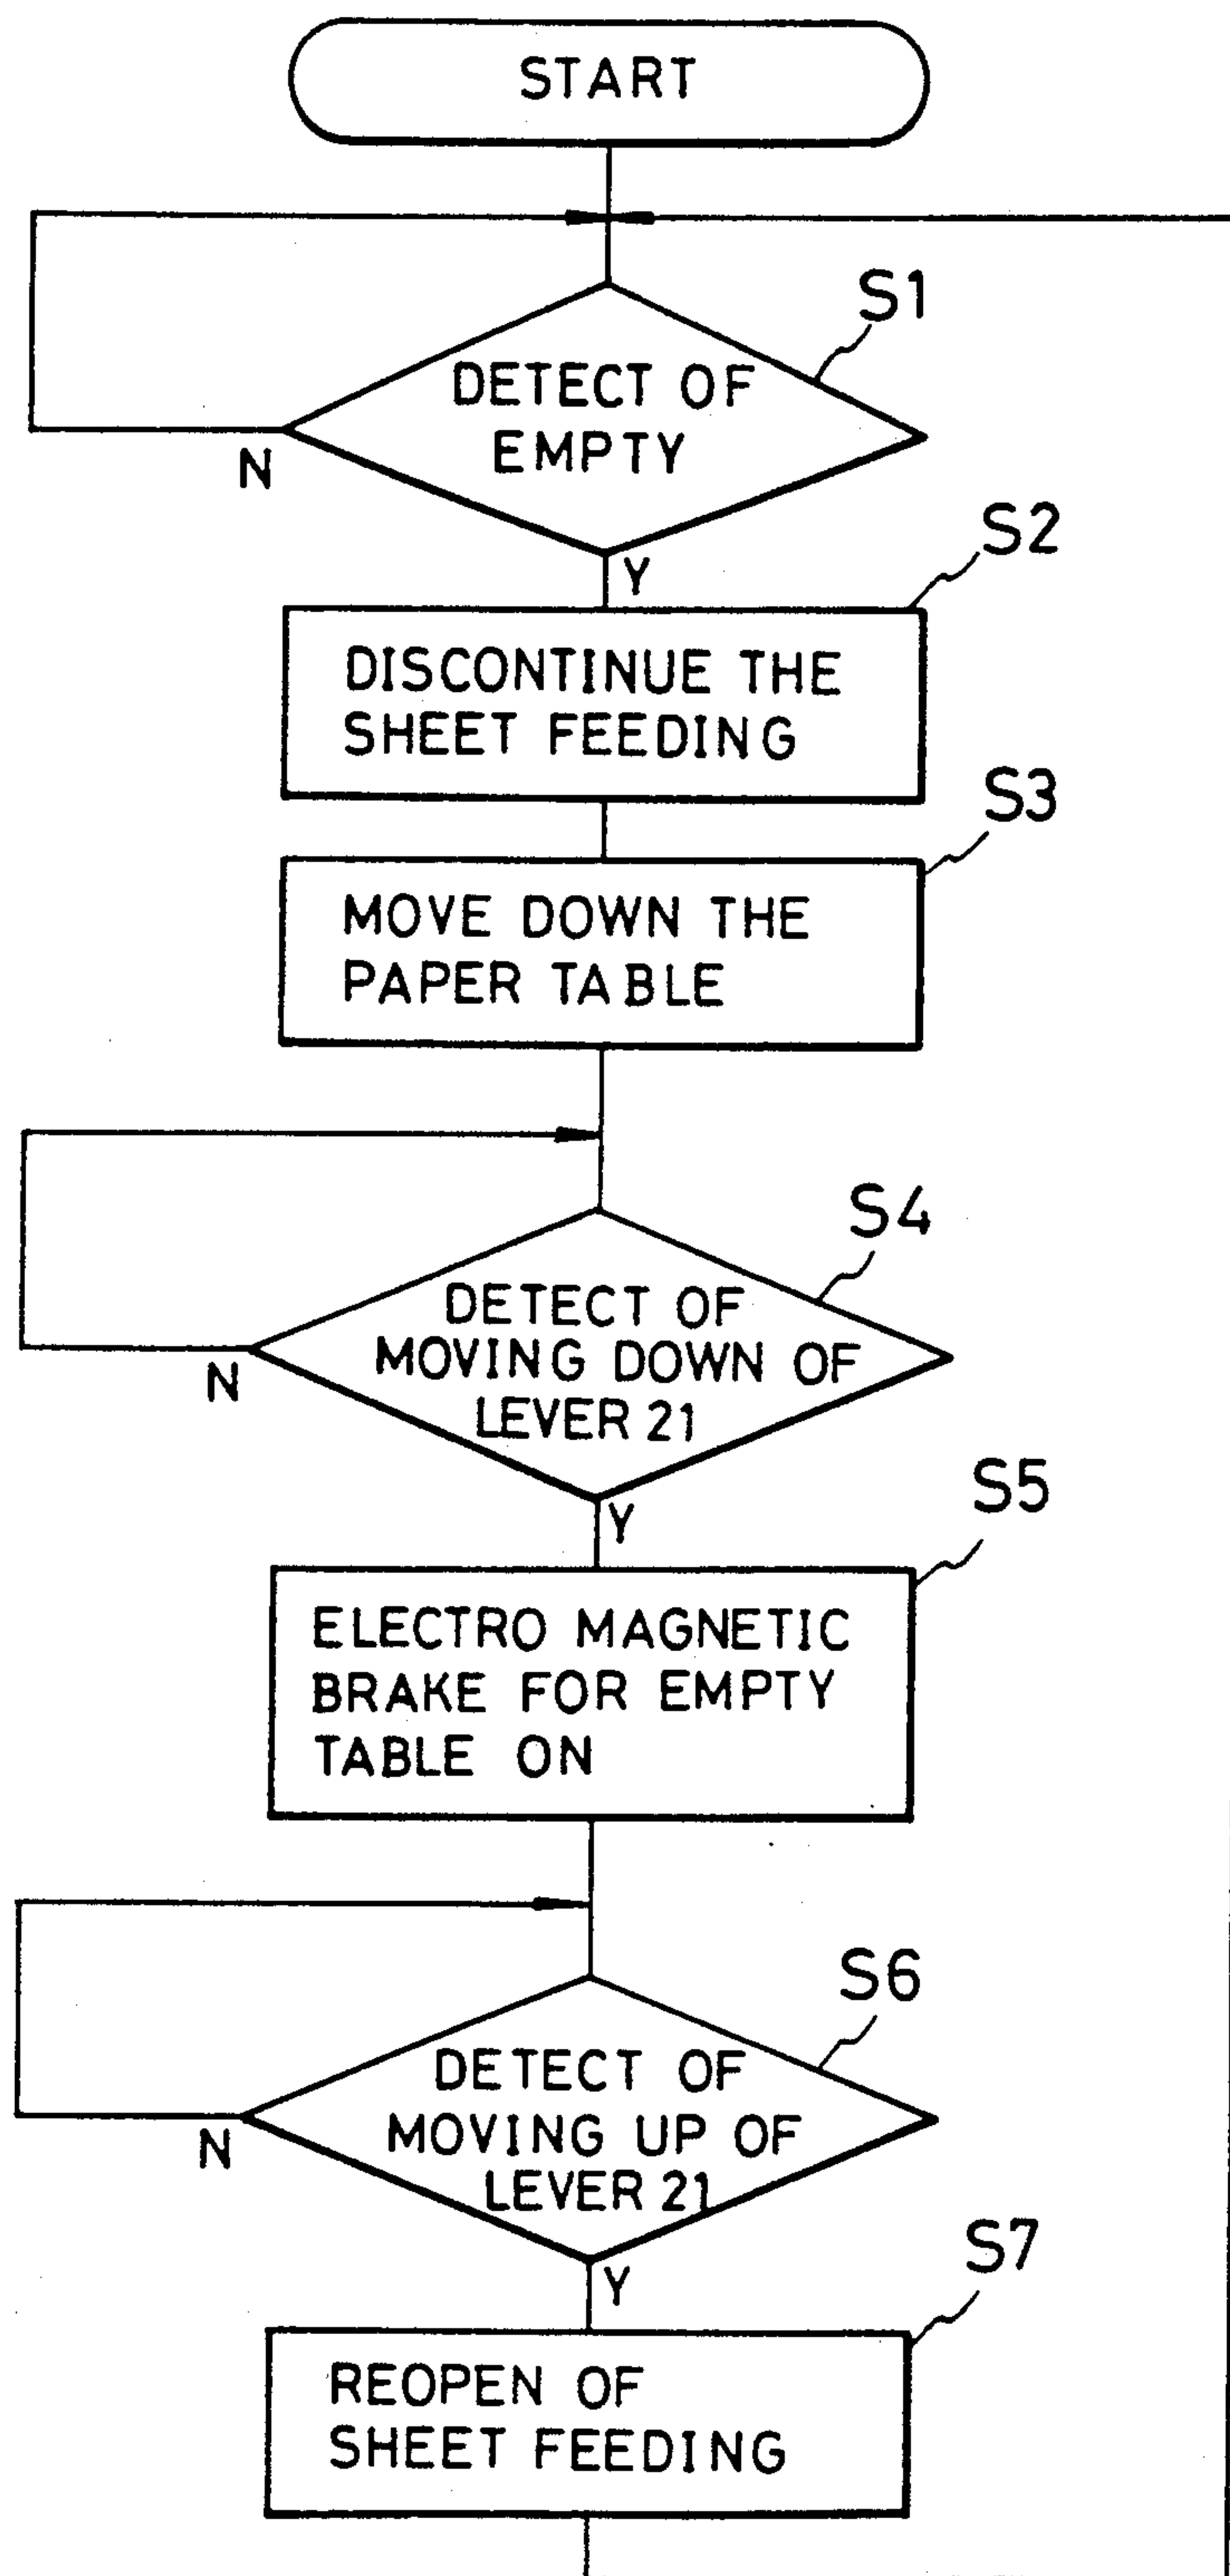 START
S1
DETECT OF
EMPTY
N
Y
S2
DISCONTINUE THE
SHEET FEEDING
S3
MOVE DOWN THE
PAPER TABLE
S4
DETECT OF
MOVING DOWN OF
LEVER 21
N
Y
S5
ELECTRO MAGNETIC
BRAKE FOR EMPTY
TABLE ON
S6
DETECT OF
MOVING UP OF
LEVER 21
N
Y
S7
REOPEN OF
SHEET FEEDING